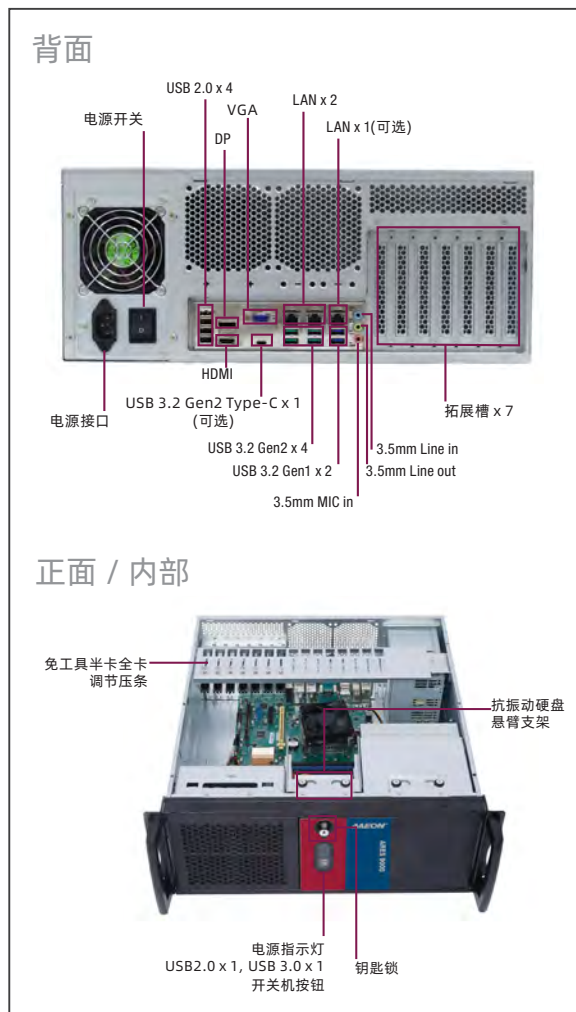 背面
USB 2.0 x 4
VGA
LAN x 2
电源开关
DP
LAN x 1(可选)
HDMI
USB 3.2 Gen2 Type-C x 1
(可选)
电源接口
拓展槽 x 7
USB 3.2 Gen2 x 4
3.5mm Line in
USB 3.2 Gen1 x 2
3.5mm Line out
3.5mm MIC in
正面 / 内部
免工具半卡全卡
调节压条
抗振动硬盘
悬臂支架
AAEON
ARES 9000
电源指示灯
USB2.0 x 1, USB 3.0 x 1
开关机按钮
钥匙锁